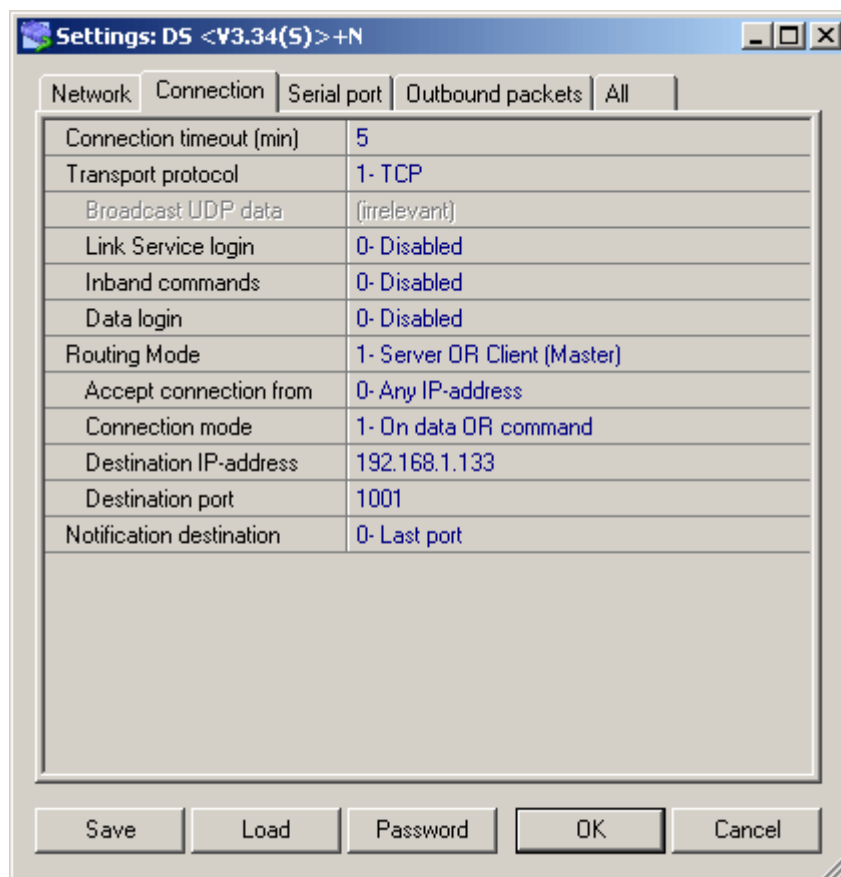 Settings: DS <V3.34(S)>+N
Network Connection Serial port Outbound packets All
Connection timeout (min) 5
Transport protocol 1- TCP
Broadcast UDP data (irrelevant)
Link Service login 0- Disabled
Inband commands 0- Disabled
Data login 0- Disabled
Routing Mode 1- Server OR Client (Master)
Accept connection from 0- Any IP-address
Connection mode 1- On data OR command
Destination IP-address 192.168.1.133
Destination port 1001
Notification destination 0- Last port
Save Load Password OK Cancel